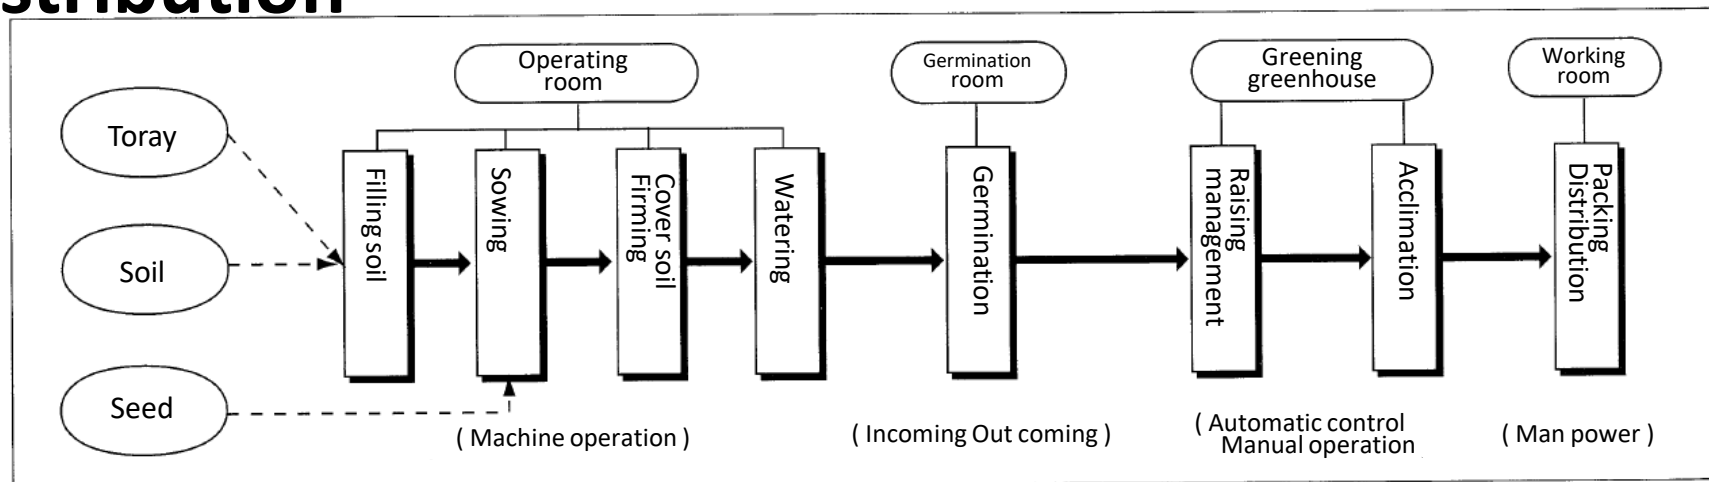 stribution
Operating
room
Germination
room
Greening
greenhouse
Working
room
Toray
Soil
Seed
Filling soil
Sowing
Cover soil
Firming
Watering
Germination
Raising
management
Acclimation
Packing
Distribution
( Machine operation )
( Incoming Out coming )
( Automatic control
Manual operation
( Man power )